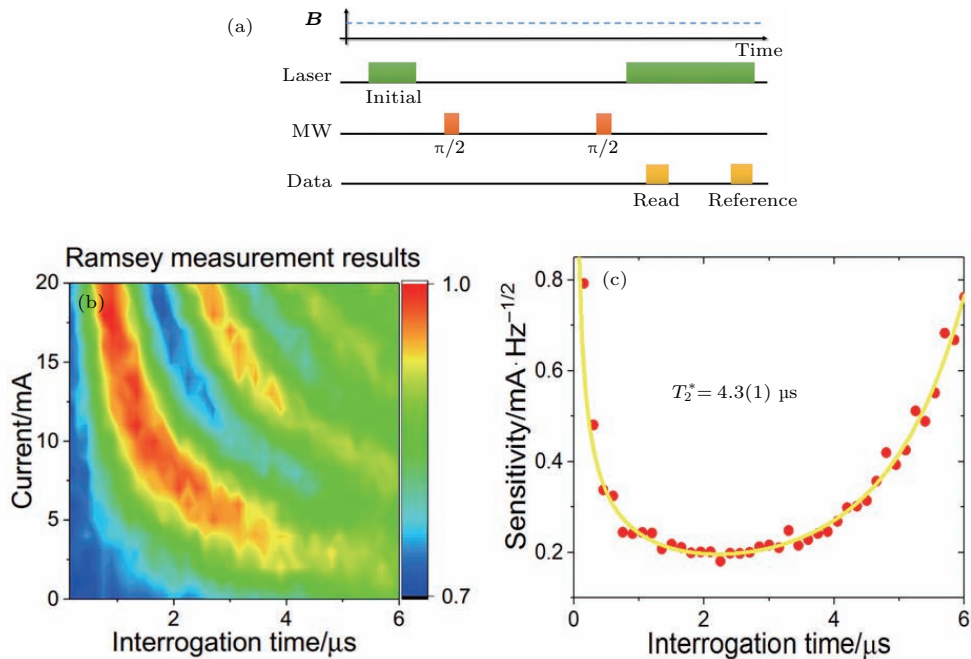 (a)
B
Time
Laser
Initial
MW
π/2 π/2
Data
Read Reference
Ramsey measurement results
(b)
20
15
10
5
0
Current/mA
2 4 6
Interrogation time/μs
1.0
0.7
(c)
0.8
0.6
0.4
0.2
Sensitivity/mA·Hz⁻¹/²
T₂*= 4.3(1) μs
0 2 4 6
Interrogation time/μs